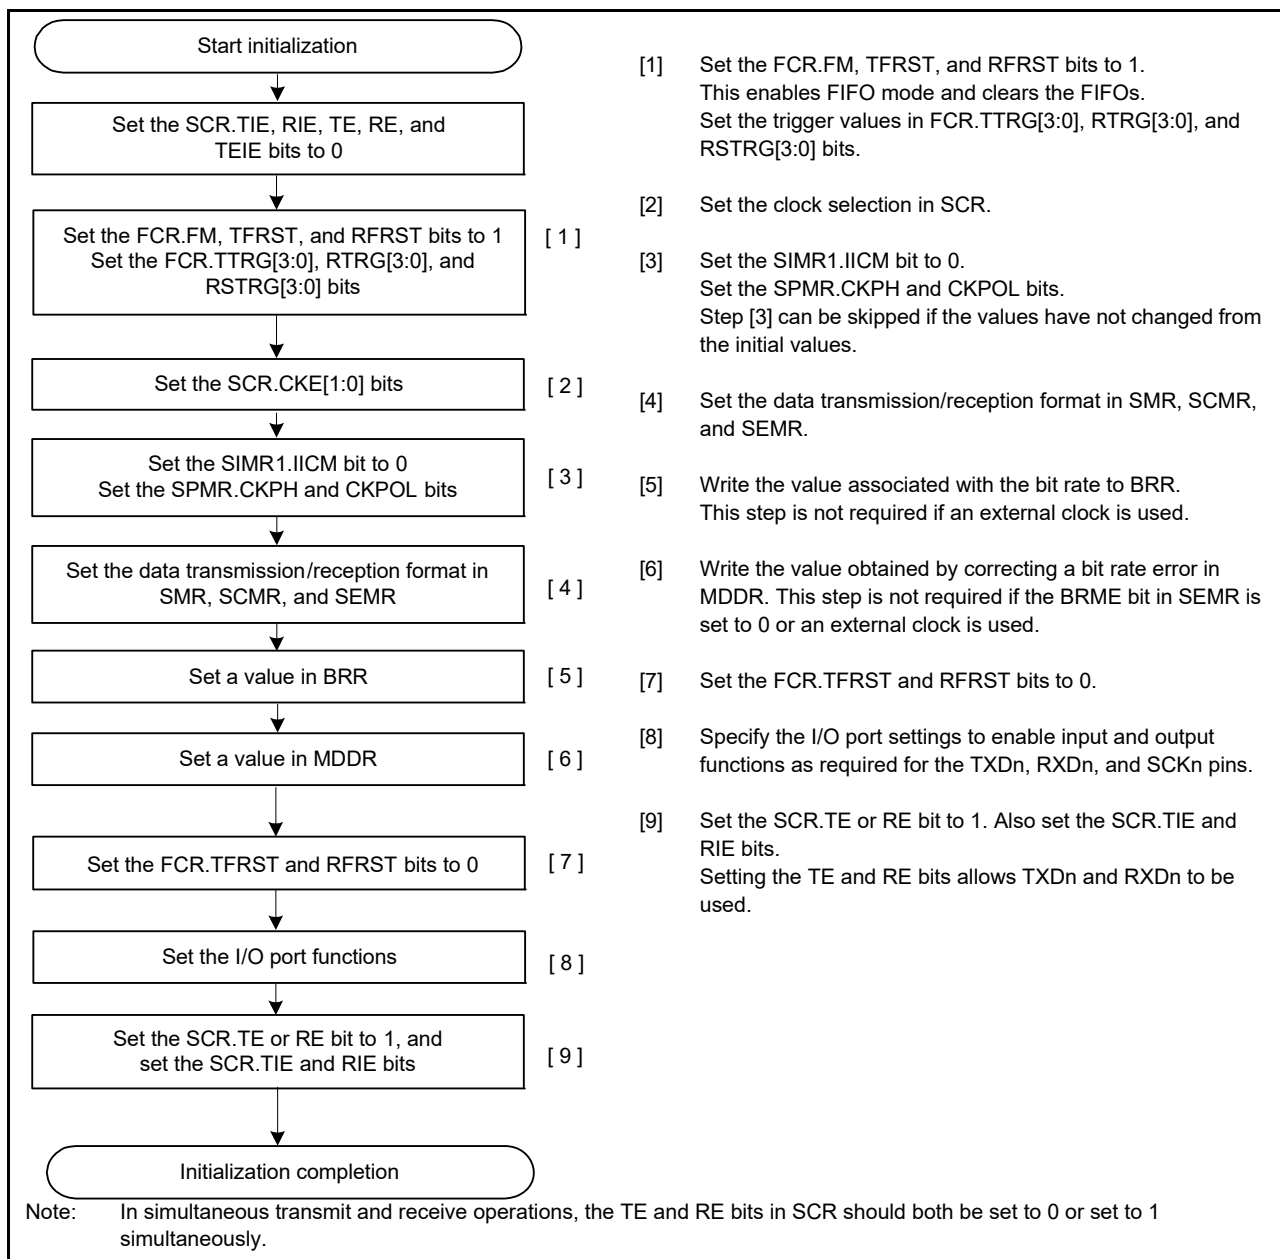 Start initialization
Set the SCR.TIE, RIE, TE, RE, and
TEIE bits to 0
Set the FCR.FM, TFRST, and RFRST bits to 1
Set the FCR.TTRG[3:0], RTRG[3:0], and
RSTRG[3:0] bits
[ 1 ]
Set the SCR.CKE[1:0] bits
[ 2 ]
Set the SIMR1.IICM bit to 0
Set the SPMR.CKPH and CKPOL bits
[ 3 ]
Set the data transmission/reception format in
SMR, SCMR, and SEMR
[ 4 ]
Set a value in BRR
[ 5 ]
Set a value in MDDR
[ 6 ]
Set the FCR.TFRST and RFRST bits to 0
[ 7 ]
Set the I/O port functions
[ 8 ]
Set the SCR.TE or RE bit to 1, and
set the SCR.TIE and RIE bits
[ 9 ]
Initialization completion
[1] Set the FCR.FM, TFRST, and RFRST bits to 1.
This enables FIFO mode and clears the FIFOs.
Set the trigger values in FCR.TTRG[3:0], RTRG[3:0], and
RSTRG[3:0] bits.
[2] Set the clock selection in SCR.
[3] Set the SIMR1.IICM bit to 0.
Set the SPMR.CKPH and CKPOL bits.
Step [3] can be skipped if the values have not changed from
the initial values.
[4] Set the data transmission/reception format in SMR, SCMR,
and SEMR.
[5] Write the value associated with the bit rate to BRR.
This step is not required if an external clock is used.
[6] Write the value obtained by correcting a bit rate error in
MDDR. This step is not required if the BRME bit in SEMR is
set to 0 or an external clock is used.
[7] Set the FCR.TFRST and RFRST bits to 0.
[8] Specify the I/O port settings to enable input and output
functions as required for the TXDn, RXDn, and SCKn pins.
[9] Set the SCR.TE or RE bit to 1. Also set the SCR.TIE and
RIE bits.
Setting the TE and RE bits allows TXDn and RXDn to be
used.
Note: In simultaneous transmit and receive operations, the TE and RE bits in SCR should both be set to 0 or set to 1
simultaneously.